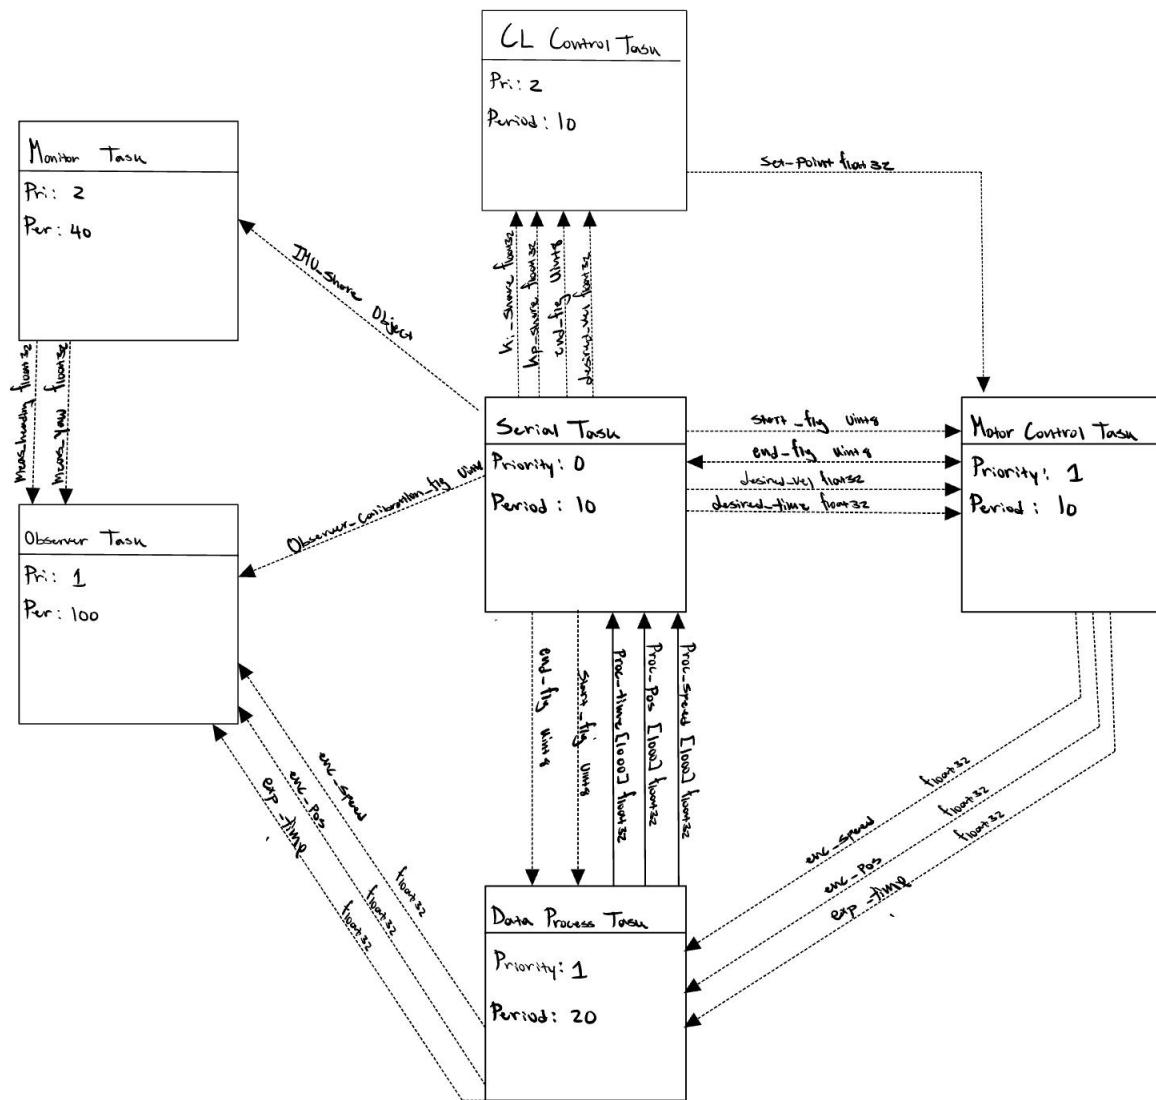 CL Control Task
Pri: 2
Period: 10
Monitor Task
Pri: 2
Per: 40
set-point float32
IMU_share Object
ki_share float32
kp_share float32
end_flg Uint8
desired_vel float32
meas_heading float32
meas_yaw float32
Serial Task
Priority: 0
Period: 10
start_flg Uint8
end_flg Uint8
desired_vel float32
desired_time float32
Motor Control Task
Priority: 1
Period: 10
Observer_calibration_flg Uint8
Observer Task
Pri: 1
Per: 100
end_flg Uint8
start_flg Uint8
Proc_time [1000] float32
Proc_Pos [1000] float32
Proc_speed [1000] float32
enc_speed float32
enc_Pos float32
exp_time float32
enc_speed float32
enc_Pos float32
exp_time float32
Data Process Task
Priority: 1
Period: 20